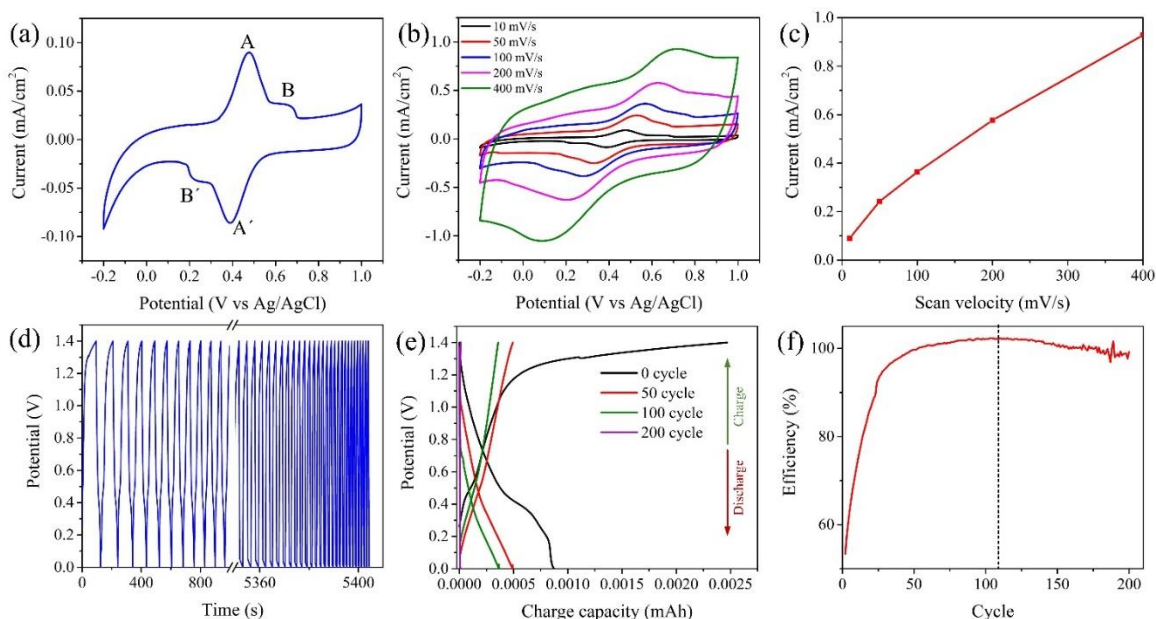 (a)
A
B
B´
A´
0.10
0.05
0.00
-0.05
-0.10
Current (mA/cm²)
-0.2 0.0 0.2 0.4 0.6 0.8 1.0
Potential (V vs Ag/AgCl)
(b)
10 mV/s
50 mV/s
100 mV/s
200 mV/s
400 mV/s
1.0
0.5
0.0
-0.5
-1.0
Current (mA/cm²)
-0.2 0.0 0.2 0.4 0.6 0.8 1.0
Potential (V vs Ag/AgCl)
(c)
1.0
0.8
0.6
0.4
0.2
0.0
Current (mA/cm²)
0 100 200 300 400
Scan velocity (mV/s)
(d)
1.4
1.2
1.0
0.8
0.6
0.4
0.2
0.0
Potential (V)
0 400 800 5360 5400
Time (s)
(e)
1.4
1.2
1.0
0.8
0.6
0.4
0.2
0.0
Potential (V)
0 cycle
50 cycle
100 cycle
200 cycle
Charge
Discharge
0.0000 0.0005 0.0010 0.0015 0.0020 0.0025
Charge capacity (mAh)
(f)
100
80
60
Efficiency (%)
0 50 100 150 200
Cycle